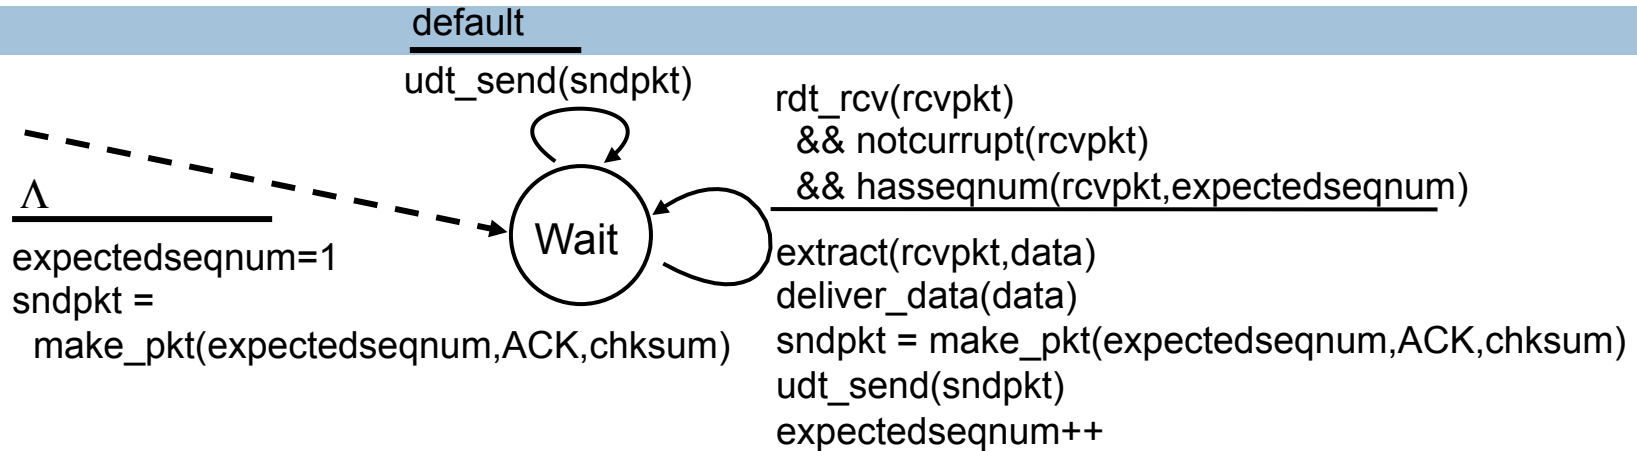 default
udt_send(sndpkt)
rdt_rcv(rcvpkt)
&& notcurrupt(rcvpkt)
&& hasseqnum(rcvpkt,expectedseqnum)
Λ
expectedseqnum=1
sndpkt =
make_pkt(expectedseqnum,ACK,chksum)
Wait
extract(rcvpkt,data)
deliver_data(data)
sndpkt = make_pkt(expectedseqnum,ACK,chksum)
udt_send(sndpkt)
expectedseqnum++